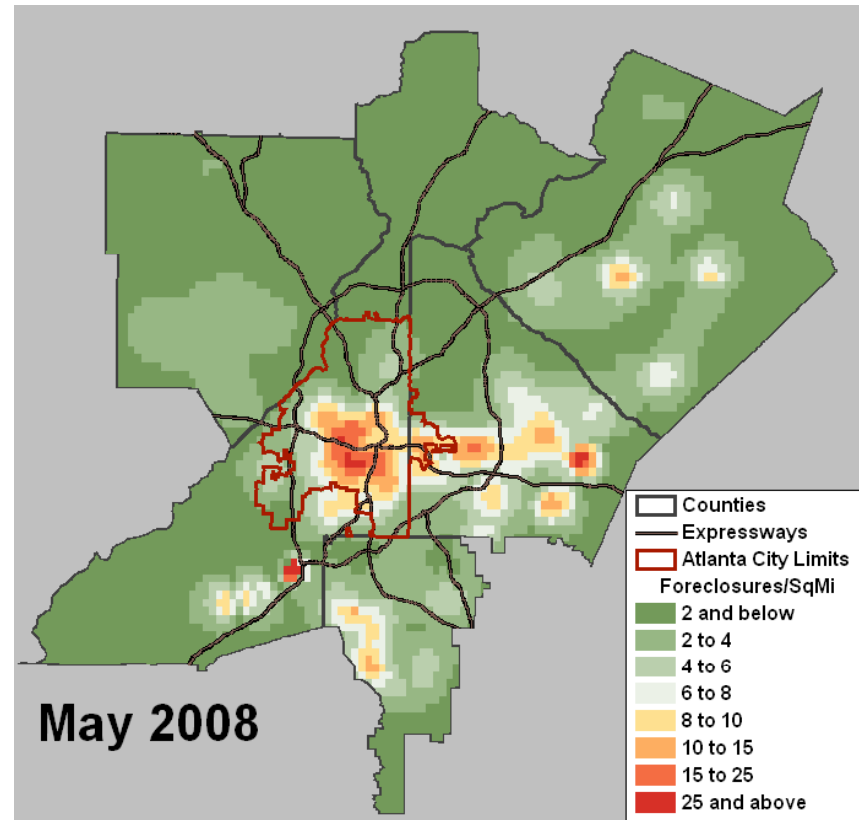 Counties
Expressways
Atlanta City Limits
Foreclosures/SqMi
2 and below
2 to 4
4 to 6
6 to 8
8 to 10
10 to 15
15 to 25
25 and above
May 2008